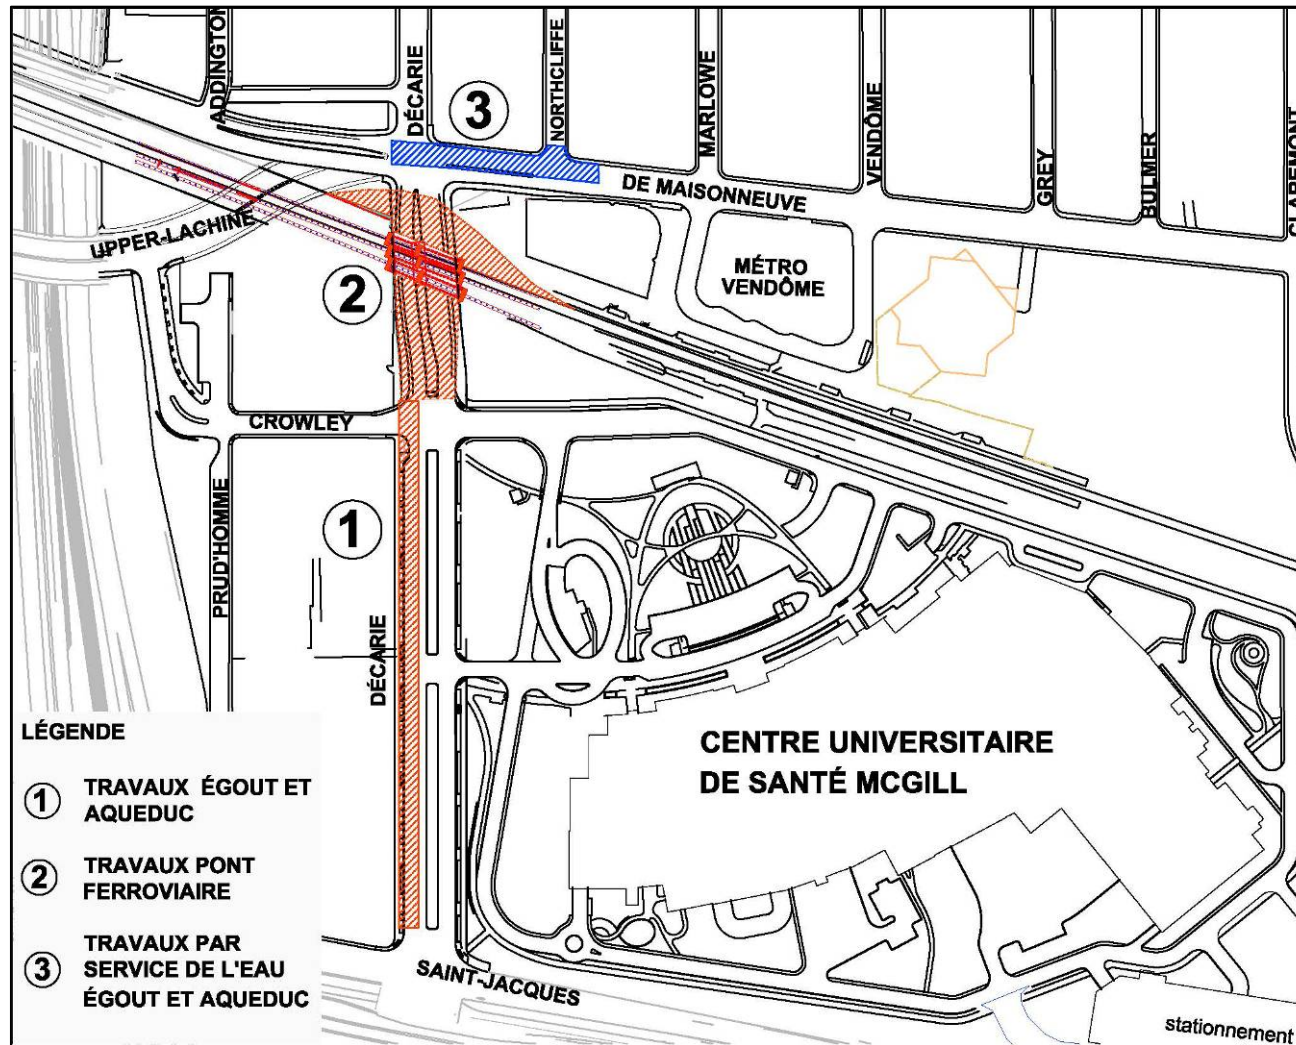 ADDINGTON
DÉCARIE
3
NORTHCLIFFE
MARLOWE
VENDÔME
GREY
BULMER
CLAREMONT
DE MAISONNEUVE
UPPER-LACHINE
2
MÉTRO
VENDÔME
CROWLEY
PRUD'HOMME
1
DÉCARIE
CENTRE UNIVERSITAIRE
DE SANTÉ MCGILL
SAINT-JACQUES
stationnement
LÉGENDE
1 TRAVAUX ÉGOUT ET
AQUEDUC
2 TRAVAUX PONT
FERROVIAIRE
3 TRAVAUX PAR
SERVICE DE L'EAU
ÉGOUT ET AQUEDUC